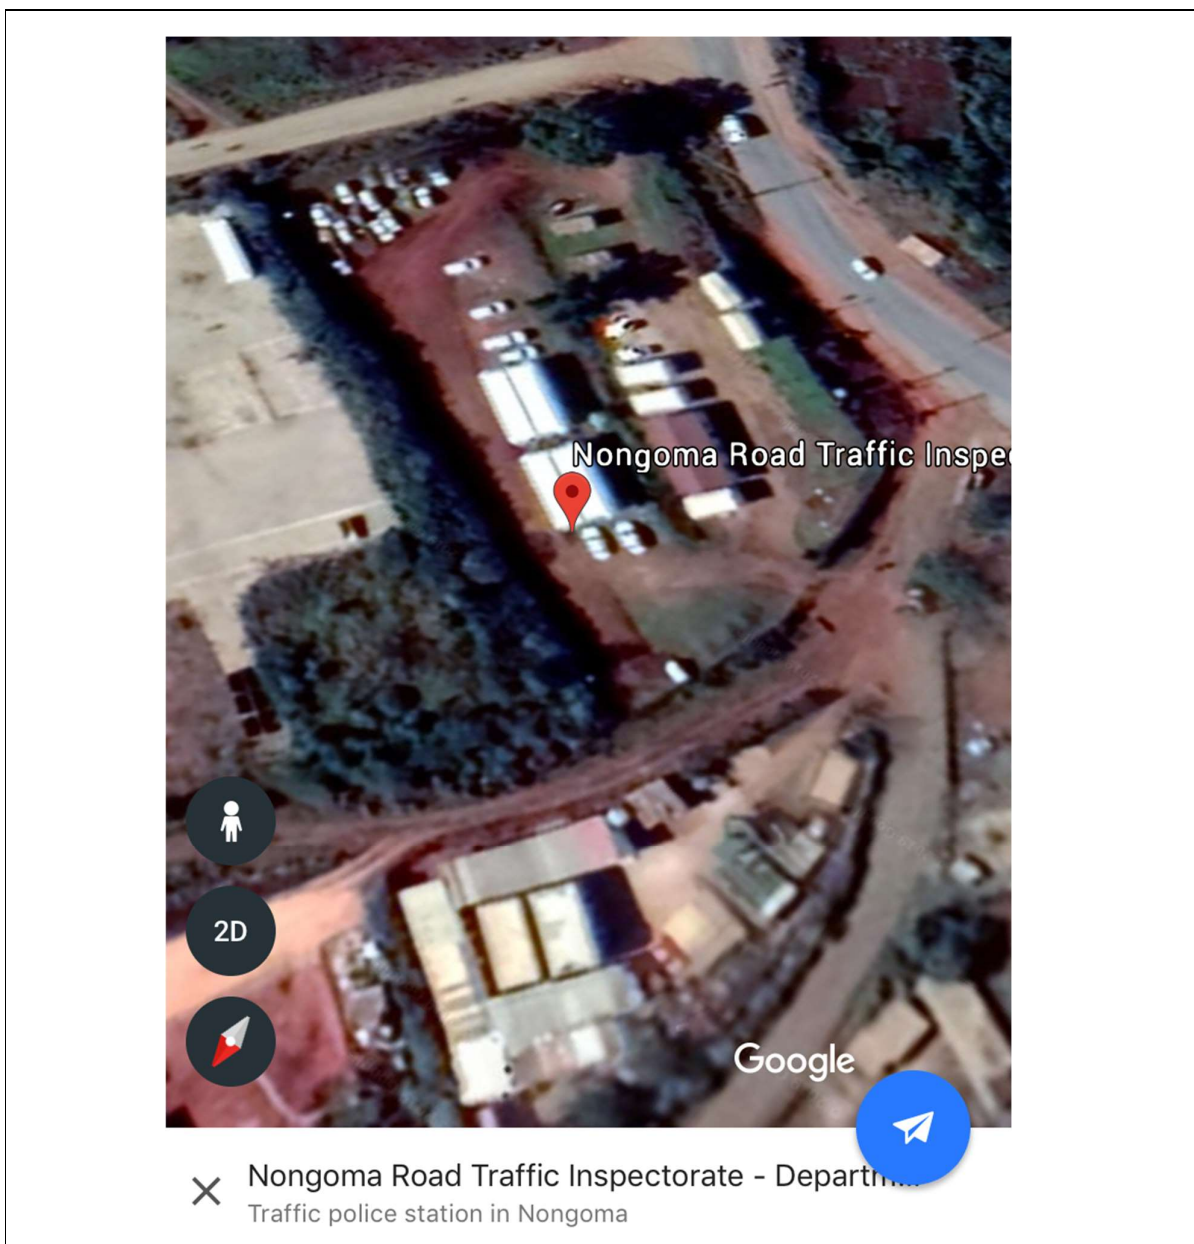 Nongoma Road Traffic Inspe
2D
Google
Nongoma Road Traffic Inspectorate - Departm...
Traffic police station in Nongoma